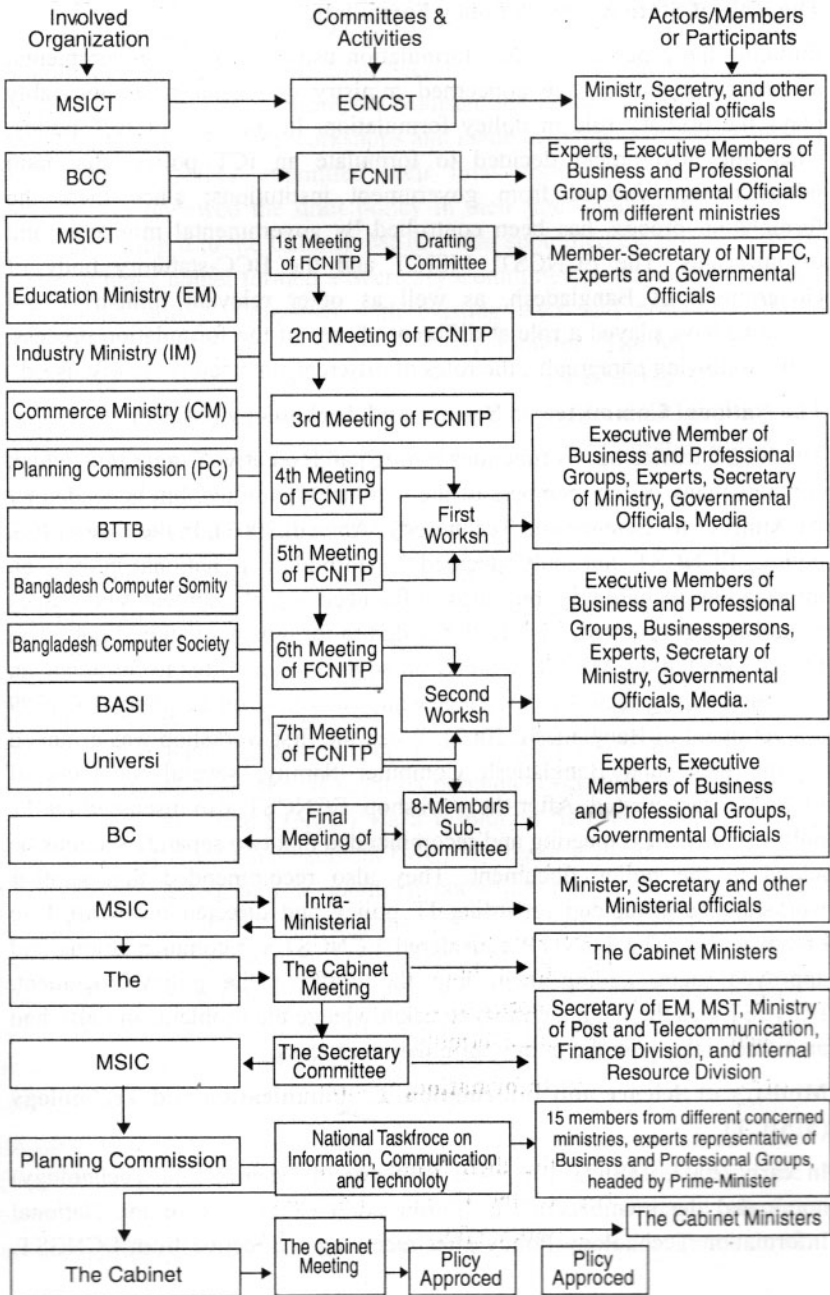 Involved
Organization
Committees &
Activities
Actors/Members
or Participants
MSICT
ECNCST
Ministr, Secretry, and other
ministerial officals
BCC
FCNIT
Experts, Executive Members of
Business and Professional
Group Governmental Officials
from different ministries
MSICT
1st Meeting
of FCNITP
Drafting
Committee
Member-Secretary of NITPFC,
Experts and Governmental
Officials
Education Ministry (EM)
2nd Meeting of FCNITP
Industry Ministry (IM)
Commerce Ministry (CM)
3rd Meeting of FCNITP
Planning Commission (PC)
4th Meeting
of FCNITP
First
Worksh
Executive Member of
Business and Professional
Groups, Experts, Secretary
of Ministry, Governmental
Officials, Media
BTTB
5th Meeting
of FCNITP
Bangladesh Computer Somity
Bangladesh Computer Society
6th Meeting
of FCNITP
Second
Worksh
Executive Members of
Business and Professional
Groups, Businesspersons,
Experts, Secretary of
Ministry, Governmental
Officials, Media.
BASI
Universi
7th Meeting
of FCNITP
BC
Final
Meeting of
8-Membdrs
Sub-
Committee
Experts, Executive
Members of Business
and Professional Groups,
Governmental Officials
MSIC
Intra-
Ministerial
Minister, Secretary and other
Ministerial officials
The
The Cabinet
Meeting
The Cabinet Ministers
MSIC
The Secretary
Committee
Secretary of EM, MST, Ministry
of Post and Telecommunication,
Finance Division, and Internal
Resource Division
Planning Commission
National Taskfroce on
Information, Communication
and Technoloty
15 members from different concerned
ministries, experts representive of
Business and Professional Groups,
headed by Prime-Minister
The Cabinet
The Cabinet
Meeting
Plicy
Approced
The Cabinet Ministers
Plicy
Approced